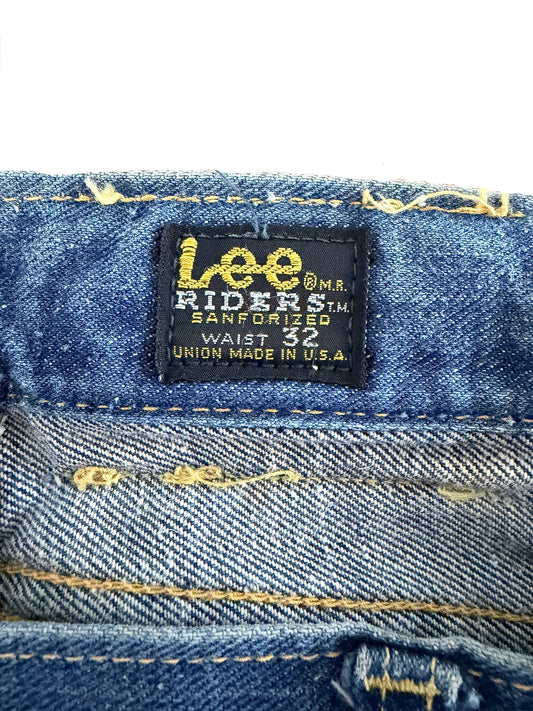 Lee ® M.R.
RIDERS T.M.
SANFORIZED
WAIST 32
UNION MADE IN U.S.A.